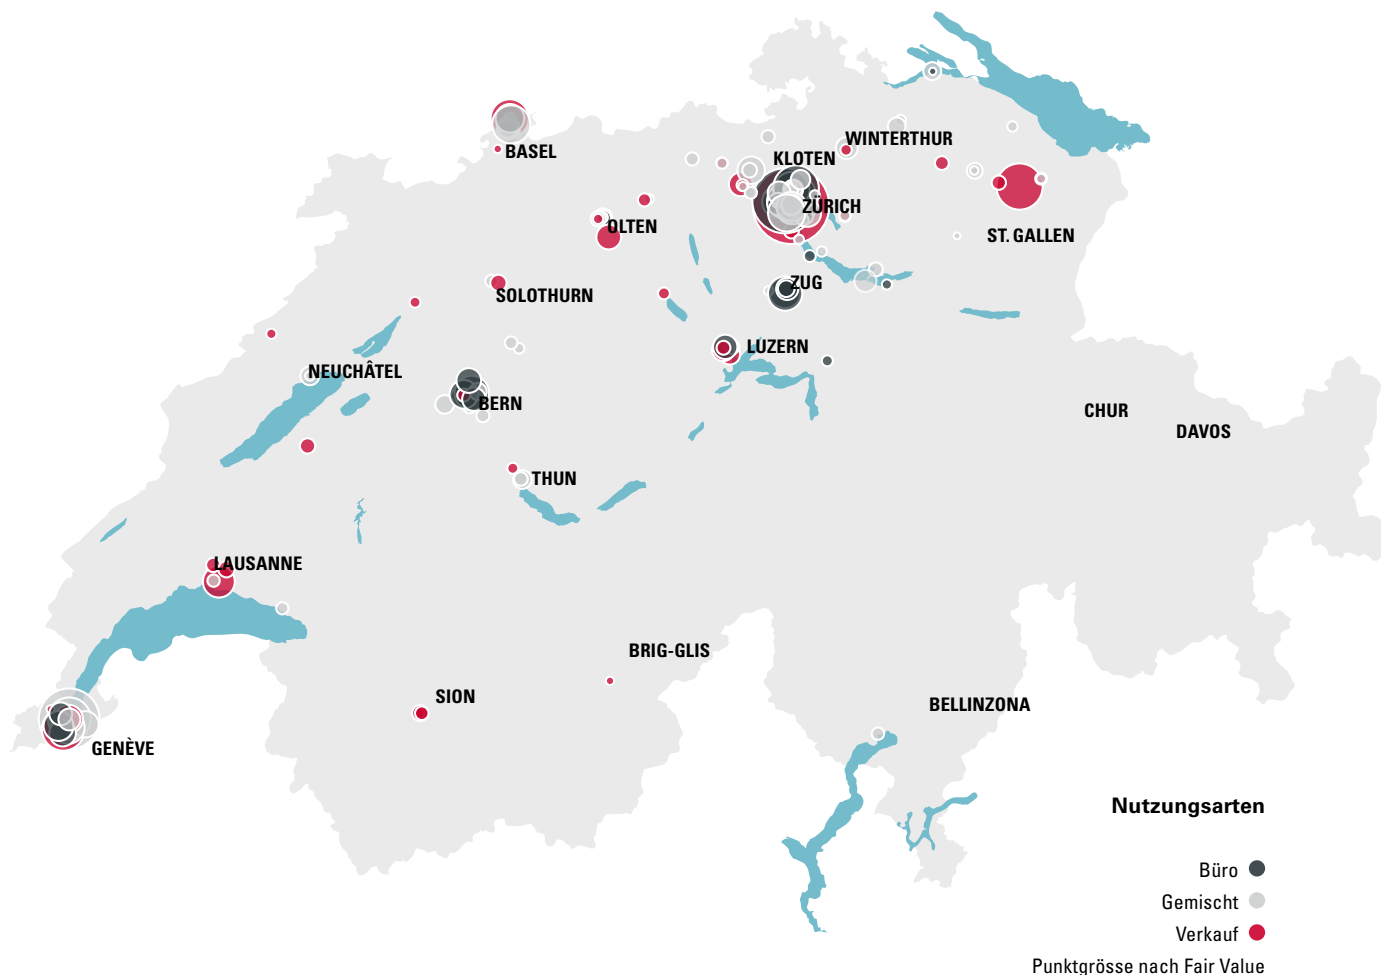 WINTERTHUR
BASEL
KLOTEN
ZÜRICH
OLTEN
ST. GALLEN
ZUG
SOLOTHURN
LUZERN
NEUCHÂTEL
BERN
CHUR
DAVOS
THUN
LAUSANNE
BRIG-GLIS
SION
BELLINZONA
GENÈVE
Nutzungsarten
Büro
Gemischt
Verkauf
Punktgrösse nach Fair Value